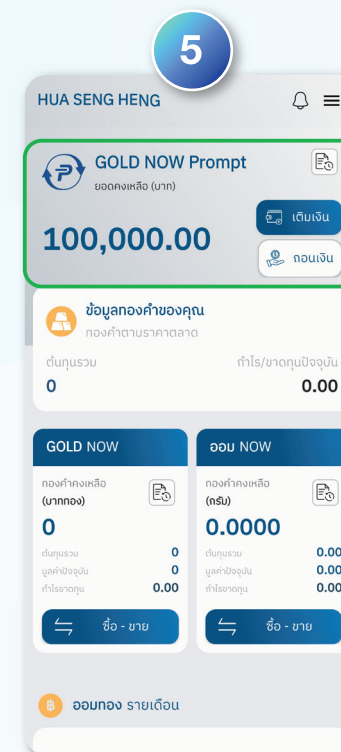 5
HUA SENG HENG
GOLD NOW Prompt
ยอดคงเหลือ (บาท)
100,000.00
เติมเงิน
ถอนเงิน
ข้อมูลทองคำของคุณ
ทองคำตามราคาตลาด
ต้นทุนรวม กำไร/ขาดทุนปัจจุบัน
0 0.00
GOLD NOW
ทองคำคงเหลือ
(บาททอง)
0
ต้นทุนรวม 0
มูลค่าปัจจุบัน 0
กำไรขาดทุน 0.00
ซื้อ - ขาย
ออม NOW
ทองคำคงเหลือ
(กรัม)
0.0000
ต้นทุนรวม 0.00
มูลค่าปัจจุบัน 0.00
กำไรขาดทุน 0.00
ซื้อ - ขาย
ออมทอง รายเดือน